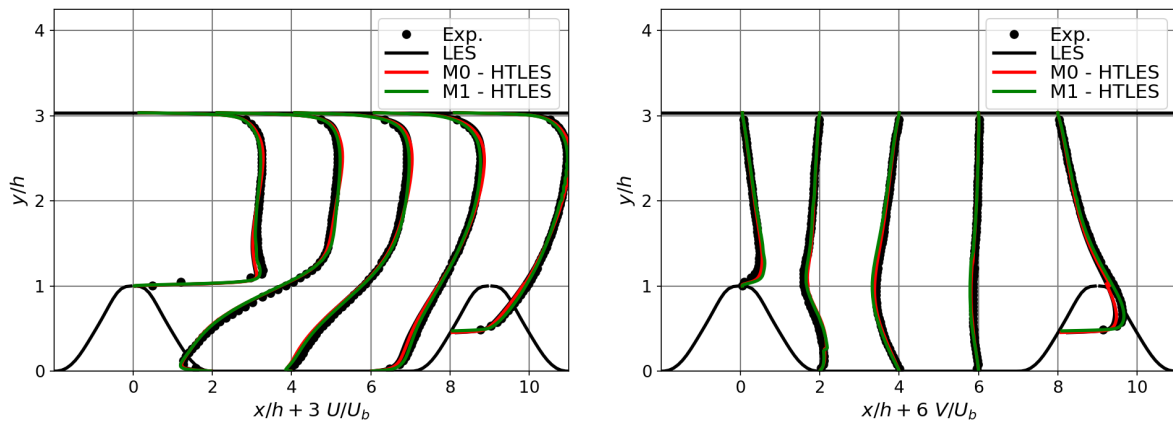 Exp.
LES
M0 - HTLES
M1 - HTLES
4
3
2
1
0
y/h
0 2 4 6 8 10
x/h + 3 U/U_b
Exp.
LES
M0 - HTLES
M1 - HTLES
4
3
2
1
0
y/h
0 2 4 6 8 10
x/h + 6 V/U_b